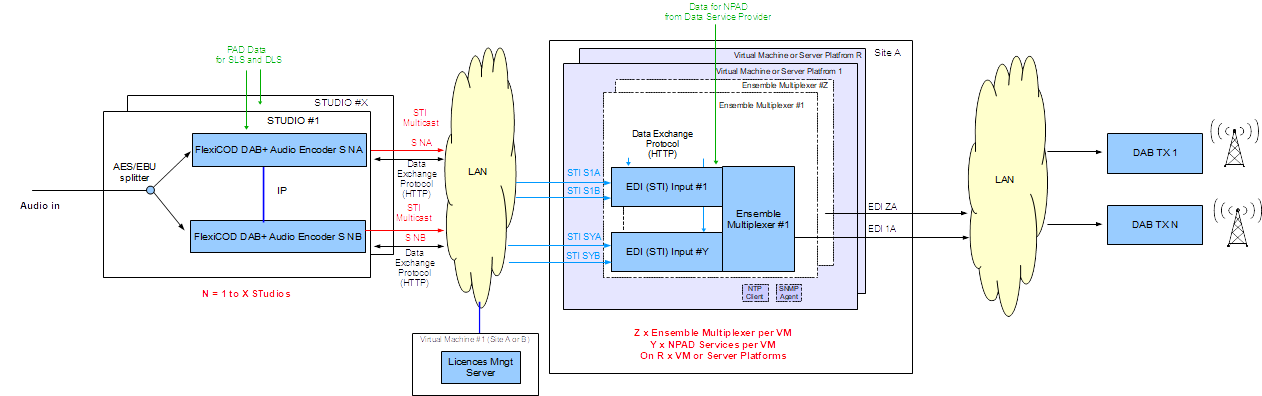 Data for NPAD
from Data Service Provider
PAD Data
for SLS and DLS
STUDIO #X
STUDIO #1
FlexiCOD DAB+ Audio Encoder S NA
AES/EBU
splitter
IP
Audio in
FlexiCOD DAB+ Audio Encoder S NB
N = 1 to X STudios
STI
Multicast
S NA
Data
Exchange
Protocol
(HTTP)
STI
Multicast
S NB
Data
Exchange
Protocol
(HTTP)
LAN
Virtual Machine #1 (Site A or B)
Licences Mngt
Server
STI S1A
STI S1B
STI SYA
STI SYB
Site A
Virtual Machine or Server Platfrom R
Virtual Machine or Server Platfrom 1
Ensemble Multiplexer #Z
Ensemble Multiplexer #1
Data Exchange
Protocol
(HTTP)
EDI (STI) Input #1
EDI (STI) Input #Y
Ensemble
Multiplexer #1
NTP
Client
SNMP
Agent
Z x Ensemble Multiplexer per VM
Y x NPAD Services per VM
On R x VM or Server Platforms
EDI ZA
EDI 1A
LAN
DAB TX 1
DAB TX N